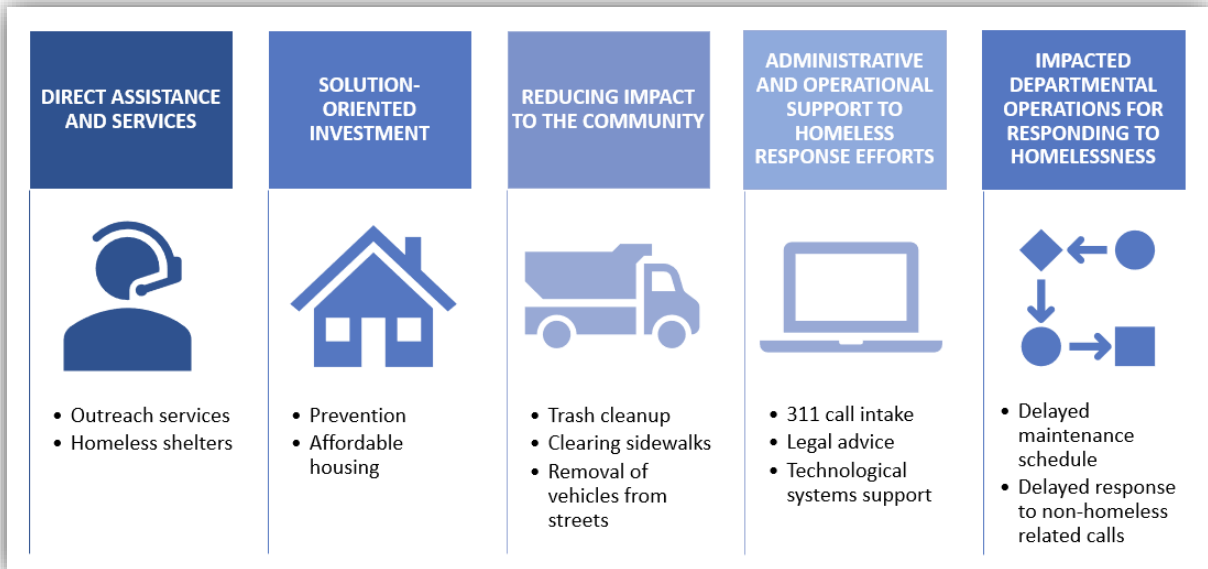 DIRECT ASSISTANCE
AND SERVICES
• Outreach services
• Homeless shelters
SOLUTION-
ORIENTED
INVESTMENT
• Prevention
• Affordable
housing
REDUCING IMPACT
TO THE COMMUNITY
• Trash cleanup
• Clearing sidewalks
• Removal of
vehicles from
streets
ADMINISTRATIVE
AND OPERATIONAL
SUPPORT TO
HOMELESS
RESPONSE EFFORTS
• 311 call intake
• Legal advice
• Technological
systems support
IMPACTED
DEPARTMENTAL
OPERATIONS FOR
RESPONDING TO
HOMELESSNESS
• Delayed
maintenance
schedule
• Delayed response
to non-homeless
related calls